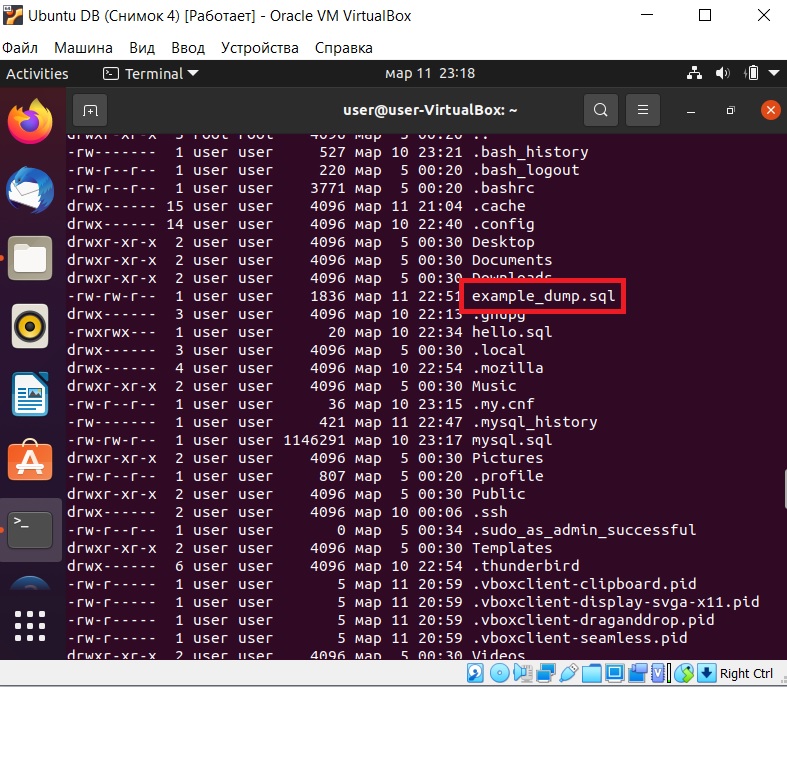 Ubuntu DB (Снимок 4) [Работает] - Oracle VM VirtualBox
Файл Машина Вид Ввод Устройства Справка
Activities Terminal мар 11 23:18
user@user-VirtualBox: ~
drwxr-xr-x 3 root root 4096 мар 5 00:20 ..
-rw------- 1 user user 527 мар 10 23:21 .bash_history
-rw-r--r-- 1 user user 220 мар 5 00:20 .bash_logout
-rw-r--r-- 1 user user 3771 мар 5 00:20 .bashrc
drwx------ 15 user user 4096 мар 11 21:04 .cache
drwx------ 14 user user 4096 мар 10 22:40 .config
drwxr-xr-x 2 user user 4096 мар 5 00:30 Desktop
drwxr-xr-x 2 user user 4096 мар 5 00:30 Documents
drwxr-xr-x 2 user user 4096 мар 5 00:30 Downloads
-rw-rw-r-- 1 user user 1836 мар 11 22:51 example_dump.sql
drwx------ 3 user user 4096 мар 10 22:13 .gnupg
-rwxrwx--- 1 user user 20 мар 10 22:34 hello.sql
drwx------ 3 user user 4096 мар 5 00:30 .local
drwx------ 4 user user 4096 мар 10 22:54 .mozilla
drwxr-xr-x 2 user user 4096 мар 5 00:30 Music
-rw-r--r-- 1 user user 36 мар 10 23:15 .my.cnf
-rw------- 1 user user 421 мар 11 22:47 .mysql_history
-rw-rw-r-- 1 user user 1146291 мар 10 23:17 mysql.sql
drwxr-xr-x 2 user user 4096 мар 5 00:30 Pictures
-rw-r--r-- 1 user user 807 мар 5 00:20 .profile
drwxr-xr-x 2 user user 4096 мар 5 00:30 Public
drwx------ 2 user user 4096 мар 10 00:06 .ssh
-rw-r--r-- 1 user user 0 мар 5 00:34 .sudo_as_admin_successful
drwxr-xr-x 2 user user 4096 мар 5 00:30 Templates
drwx------ 6 user user 4096 мар 10 22:54 .thunderbird
-rw-r----- 1 user user 5 мар 11 20:59 .vboxclient-clipboard.pid
-rw-r----- 1 user user 5 мар 11 20:59 .vboxclient-display-svga-x11.pid
-rw-r----- 1 user user 5 мар 11 20:59 .vboxclient-draganddrop.pid
-rw-r----- 1 user user 5 мар 11 20:59 .vboxclient-seamless.pid
drwxr-xr-x 2 user user 4096 мар 5 00:30 Videos
Right Ctrl